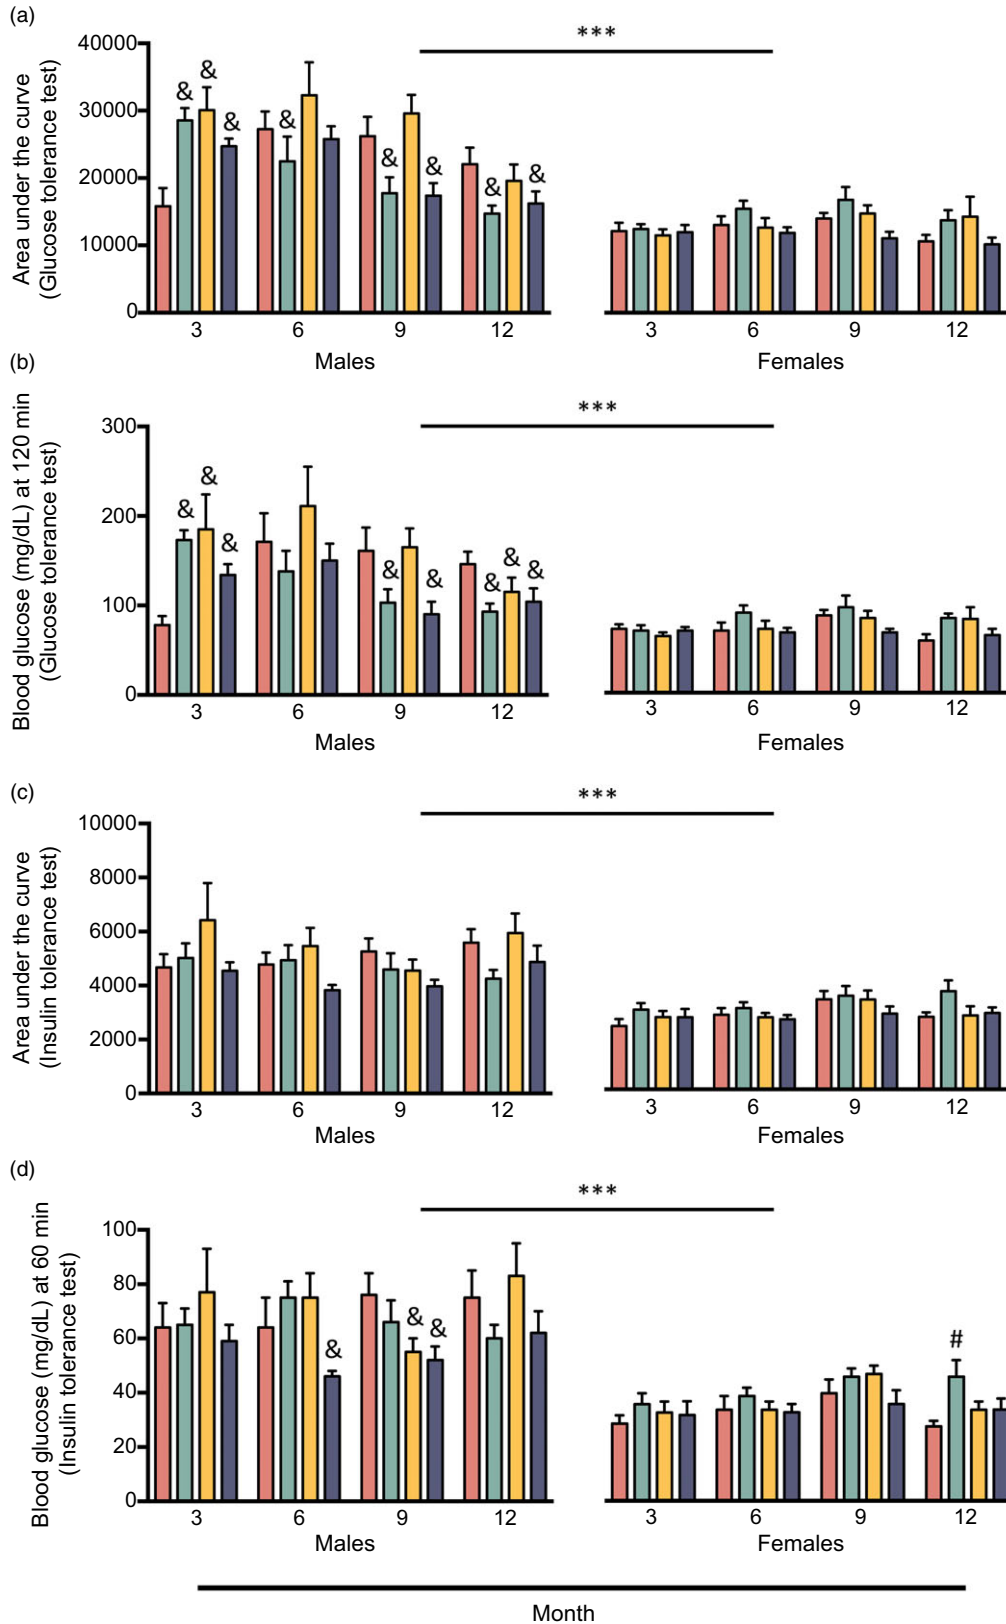 (a)
***
Area under the curve
(Glucose tolerance test)
40000
30000
20000
10000
0
& & &
&
& &
& &
3 6 9 12
Males
3 6 9 12
Females
(b)
***
Blood glucose (mg/dL) at 120 min
(Glucose tolerance test)
300
200
100
0
& & &
& &
& & &
3 6 9 12
Males
3 6 9 12
Females
(c)
***
Area under the curve
(Insulin tolerance test)
10000
8000
6000
4000
2000
0
3 6 9 12
Males
3 6 9 12
Females
(d)
***
Blood glucose (mg/dL) at 60 min
(Insulin tolerance test)
100
80
60
40
20
0
&
& &
#
3 6 9 12
Males
3 6 9 12
Females
Month